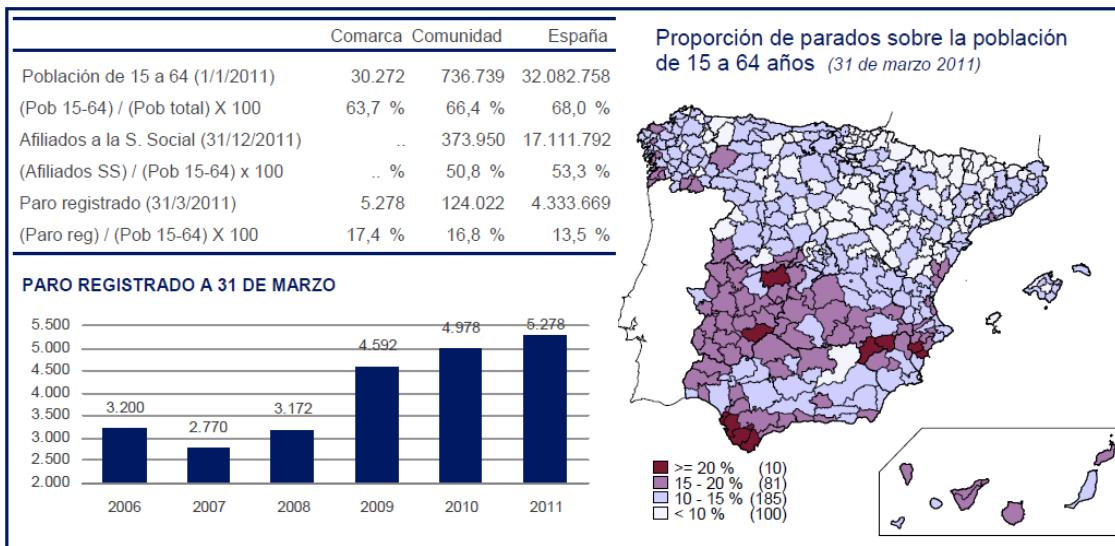 Comarca Comunidad España
Población de 15 a 64 (1/1/2011) 30.272 736.739 32.082.758
(Pob 15-64) / (Pob total) X 100 63,7 % 66,4 % 68,0 %
Afiliados a la S. Social (31/12/2011) .. 373.950 17.111.792
(Afiliados SS) / (Pob 15-64) x 100 .. % 50,8 % 53,3 %
Paro registrado (31/3/2011) 5.278 124.022 4.333.669
(Paro reg) / (Pob 15-64) X 100 17,4 % 16,8 % 13,5 %
PARO REGISTRADO A 31 DE MARZO
5.500
5.000
4.500
4.000
3.500
3.000
2.500
2.000
3.200
2.770
3.172
4.592
4.978
5.278
2006 2007 2008 2009 2010 2011
Proporción de parados sobre la población
de 15 a 64 años (31 de marzo 2011)
>= 20 % (10)
15 - 20 % (81)
10 - 15 % (185)
< 10 % (100)